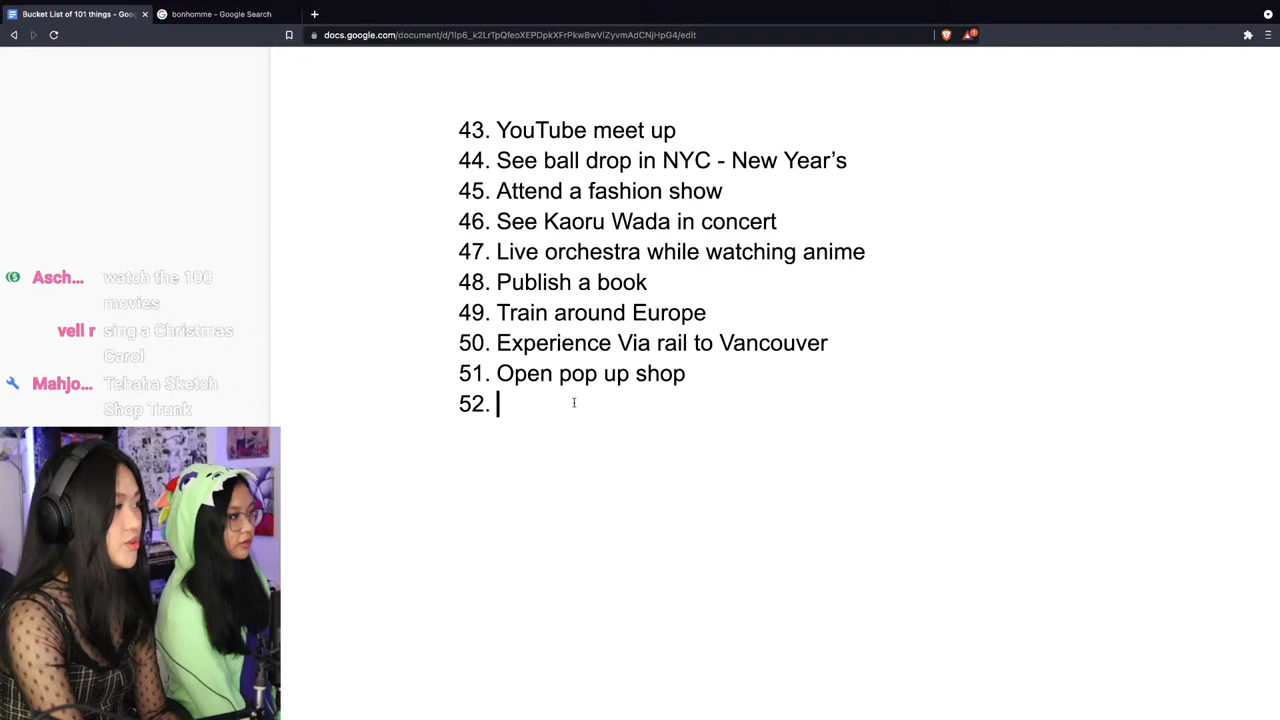 Bucket List of 101 things - Goo
bonhomme - Google Search
docs.google.com/document/d/1lp6_k2LrTpQfeoXEPDpkXFrPkw8wVlZyvmAdCNjHpG4/edit
43. YouTube meet up
44. See ball drop in NYC - New Year’s
45. Attend a fashion show
46. See Kaoru Wada in concert
47. Live orchestra while watching anime
48. Publish a book
49. Train around Europe
50. Experience Via rail to Vancouver
51. Open pop up shop
52.
Asch... watch the 100
movies
vell r sing a Christmas
Carol
Mahjo... Tehaha Sketch
Shop Trunk